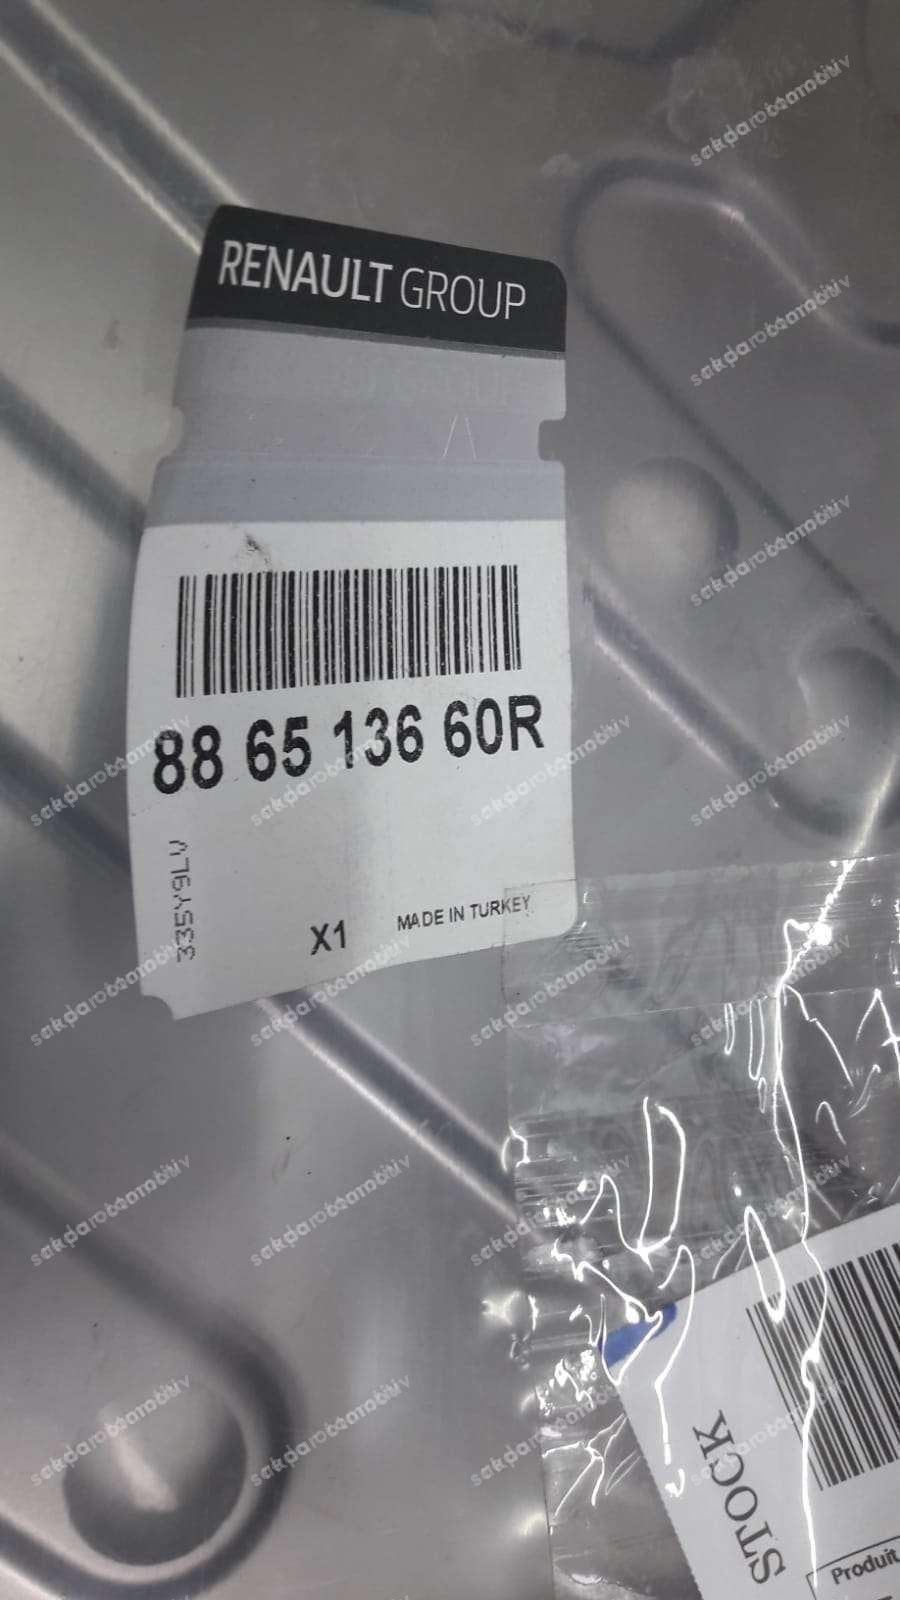 RENAULT GROUP
88 65 136 60R
335Y9LV
X1
MADE IN TURKEY
STOCK
Produit